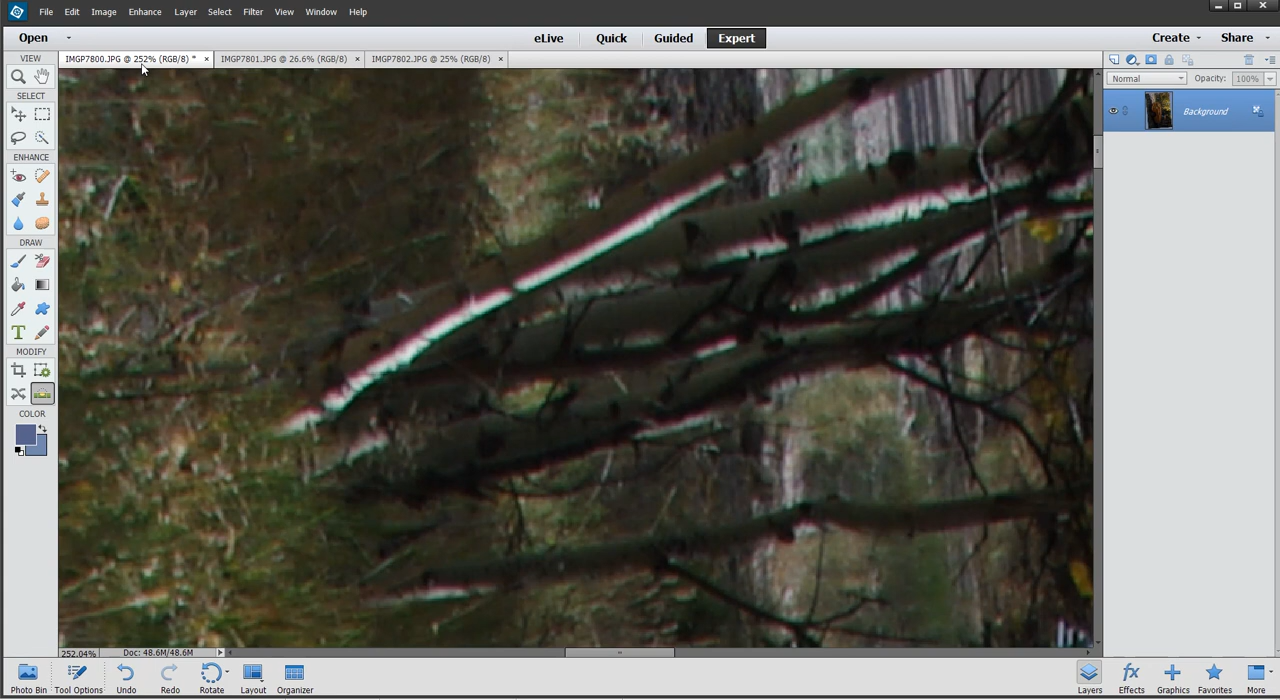 File Edit Image Enhance Layer Select Filter View Window Help
Open eLive Quick Guided Expert Create Share
VIEW IMGP7800.JPG @ 252% (RGB/8) * × IMGP7801.JPG @ 26.6% (RGB/8) × IMGP7802.JPG @ 25% (RGB/8) ×
Normal Opacity: 100%
SELECT
Background
ENHANCE
DRAW
T
MODIFY
COLOR
252.04% Doc: 48.6M/48.6M
Photo Bin Tool Options Undo Redo Rotate Layout Organizer Layers fx Effects Graphics Favorites More